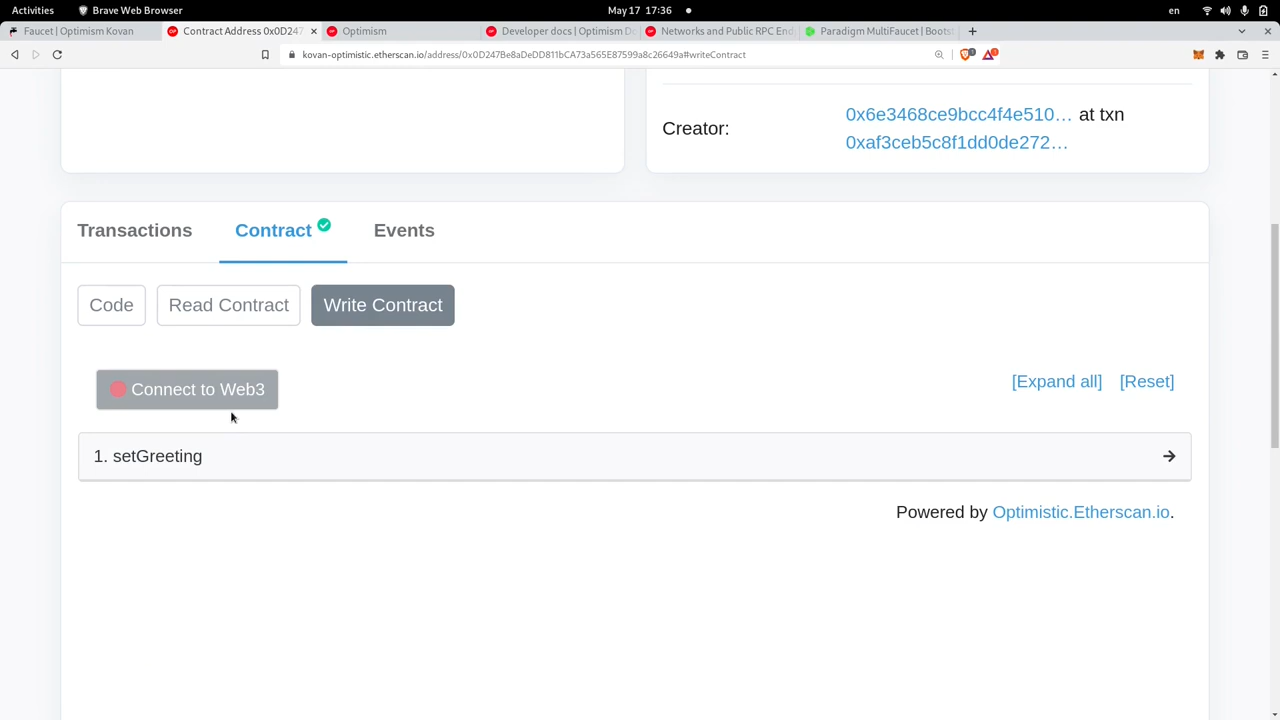 Activities
Brave Web Browser
May 17 17:36
en
Faucet | Optimism Kovan
Contract Address 0x0D247
Optimism
Developer docs | Optimism Do
Networks and Public RPC End
Paradigm MultiFaucet | Boots
kovan-optimistic.etherscan.io/address/0x0D247Be8aDeDD811bCA73a565E87599a8c26649a#writeContract
Creator:
0x6e3468ce9bcc4f4e510... at txn
0xaf3ceb5c8f1dd0de272...
Transactions
Contract
Events
Code
Read Contract
Write Contract
Connect to Web3
[Expand all]
[Reset]
1. setGreeting
Powered by Optimistic.Etherscan.io.